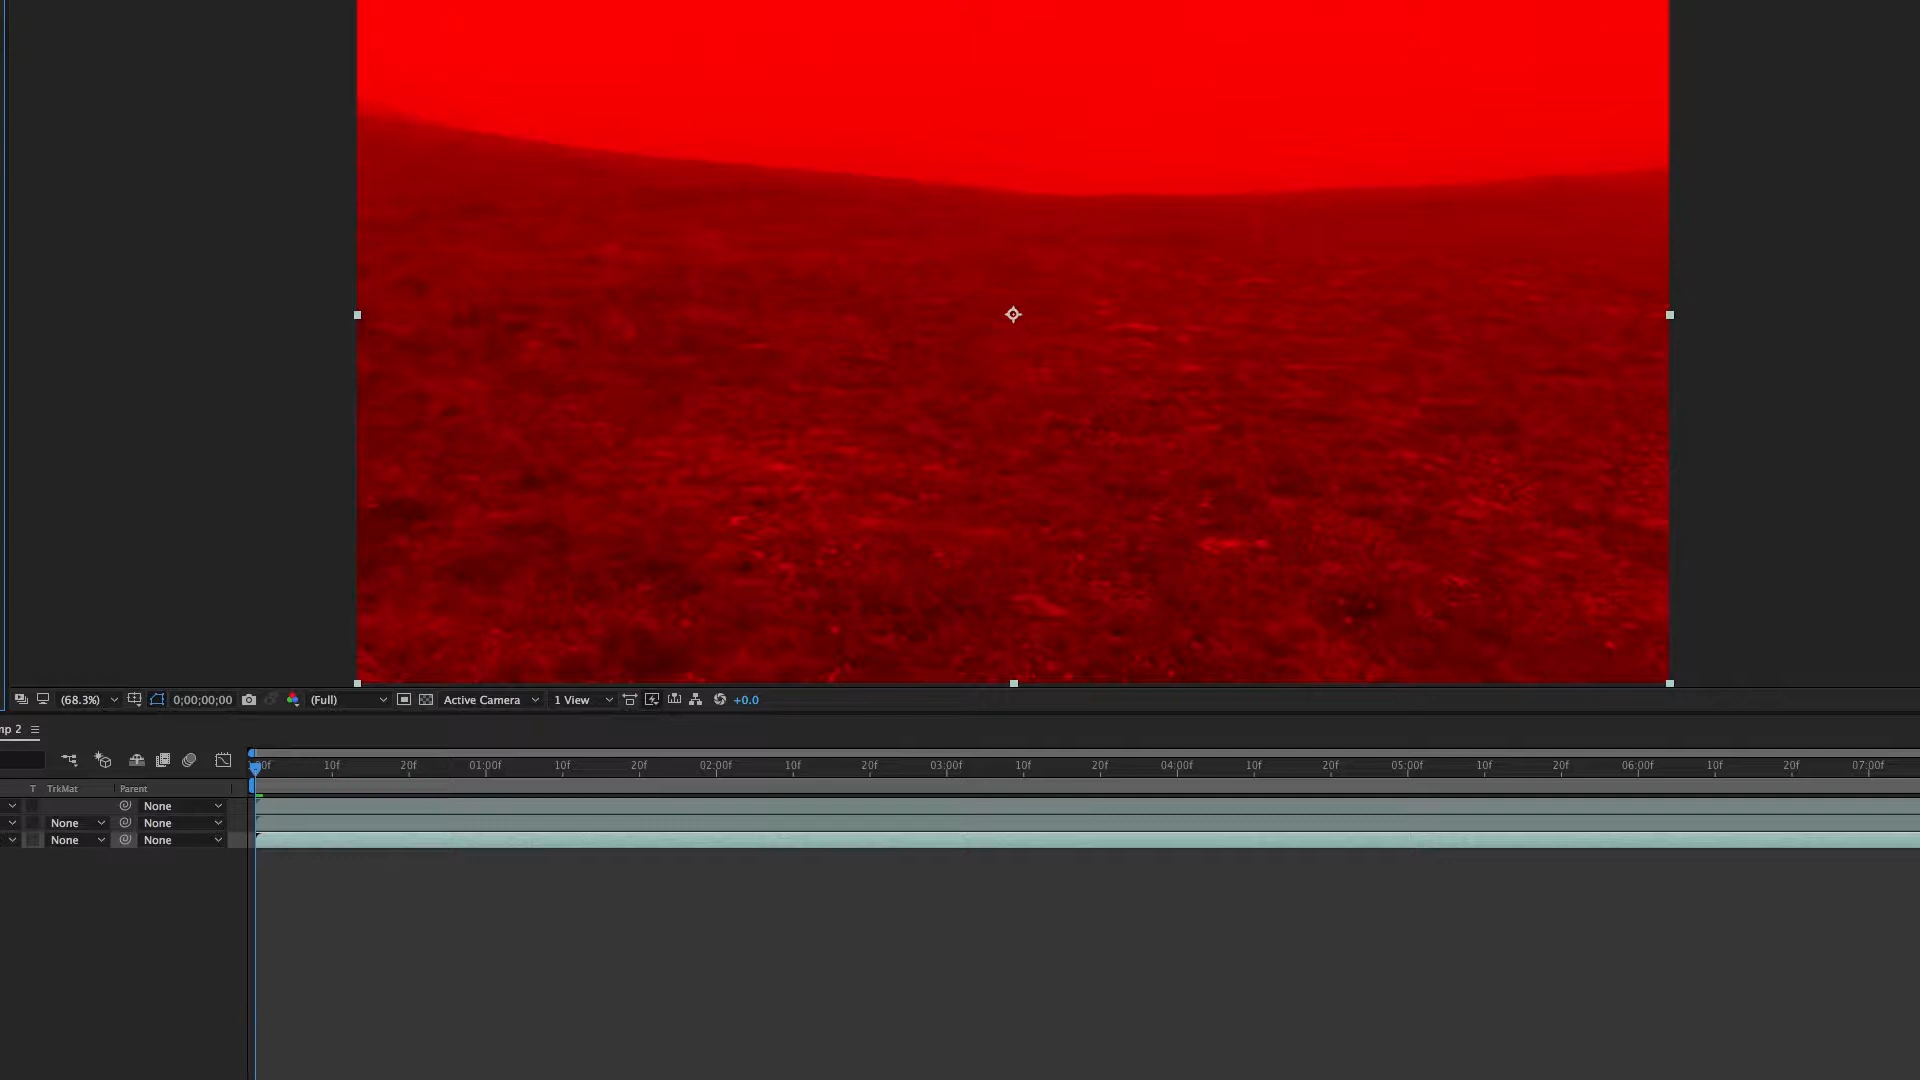 (68.3%) 0;00;00;00 (Full) Active Camera 1 View +0.0
mp 2
00f 10f 20f 01:00f 10f 20f 02:00f 10f 20f 03:00f 10f 20f 04:00f 10f 20f 05:00f 10f 20f 06:00f 10f 20f 07:00f
T TrkMat Parent
None
None None
None None